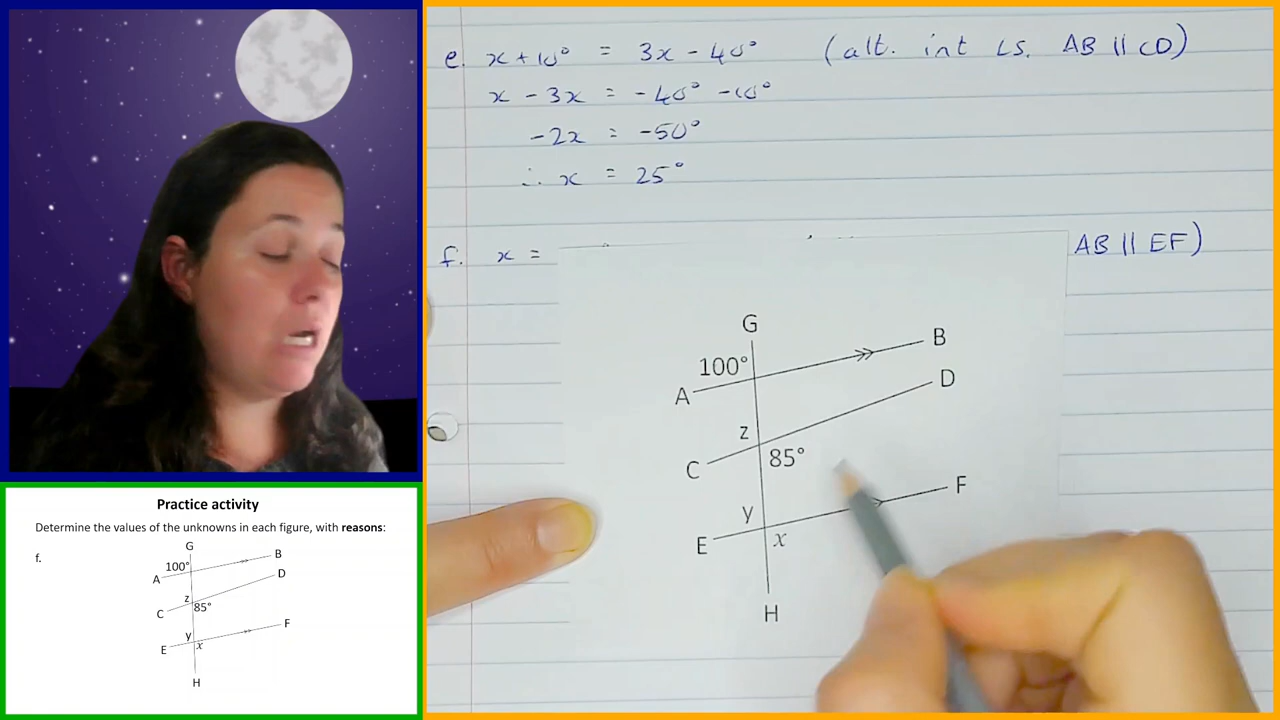 e. x + 10° = 3x - 40° (alt. int ∠s. AB || CD)
x - 3x = -40° - 10°
-2x = -50°
∴ x = 25°
f. x = AB || EF)
G
100°
B
A
D
z
C
85°
y
F
E
x
H
Practice activity
Determine the values of the unknowns in each figure, with reasons:
f.
G
100°
B
A
D
z
C
85°
y
F
E
x
H